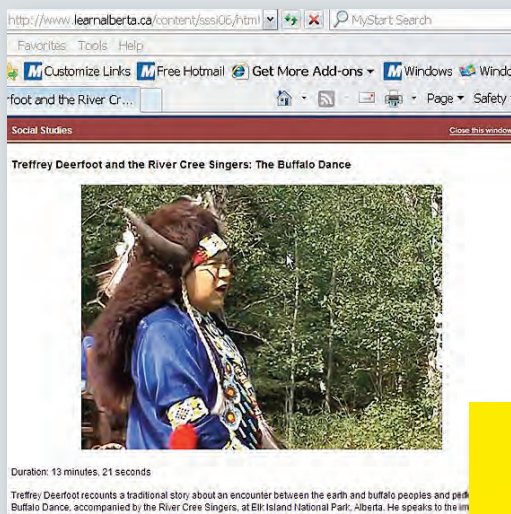 http://www.learnalberta.ca/content/sssi06/html MyStart Search
Favorites Tools Help
Customize Links Free Hotmail Get More Add-ons Windows Windo
rfoot and the River Cr... Page Safety
Social Studies Close this window
Treffrey Deerfoot and the River Cree Singers: The Buffalo Dance
Duration: 13 minutes, 21 seconds
Treffrey Deerfoot recounts a traditional story about an encounter between the earth and buffalo peoples and
Buffalo Dance, accompanied by the River Cree Singers, at Elk Island National Park, Alberta. He speaks to the im